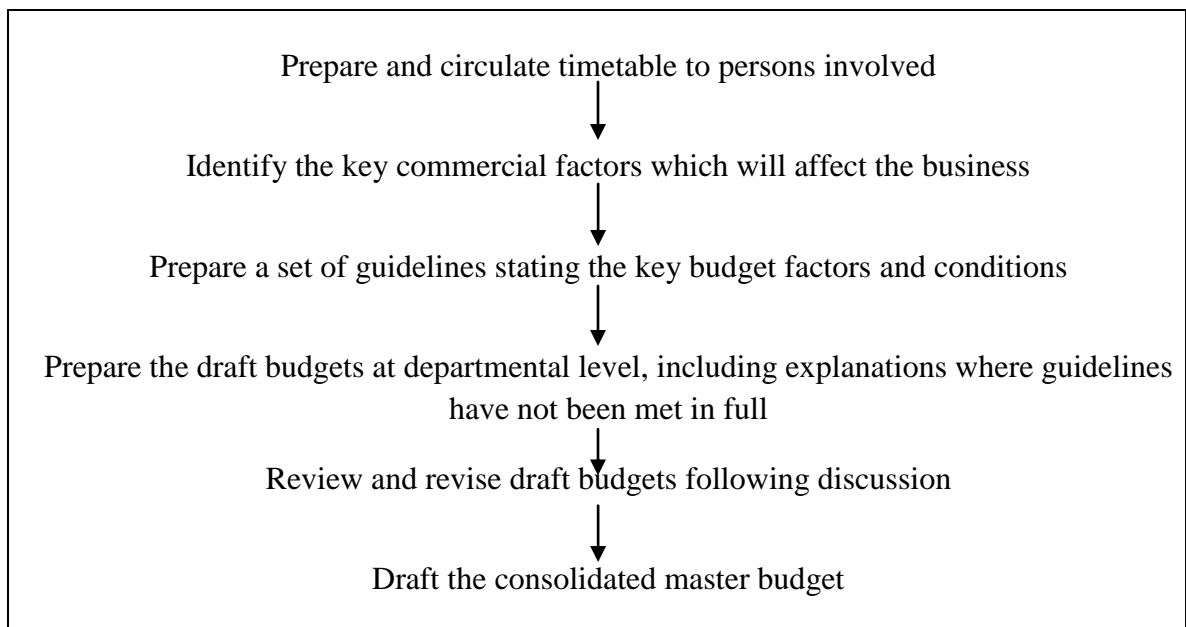 Prepare and circulate timetable to persons involved
Identify the key commercial factors which will affect the business
Prepare a set of guidelines stating the key budget factors and conditions
Prepare the draft budgets at departmental level, including explanations where guidelines
have not been met in full
Review and revise draft budgets following discussion
Draft the consolidated master budget